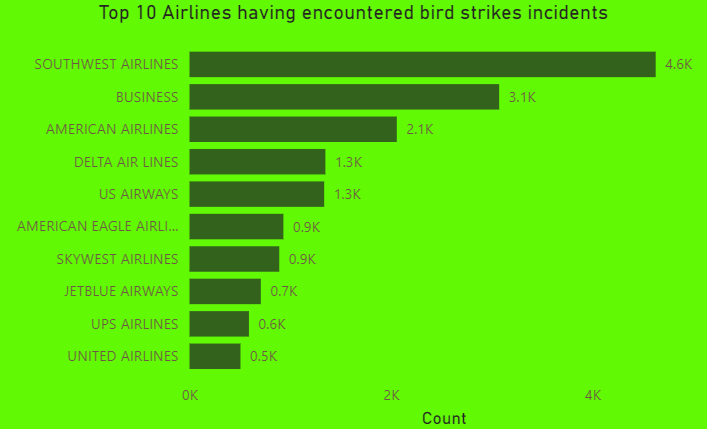 Top 10 Airlines having encountered bird strikes incidents
SOUTHWEST AIRLINES 4.6K
BUSINESS 3.1K
AMERICAN AIRLINES 2.1K
DELTA AIR LINES 1.3K
US AIRWAYS 1.3K
AMERICAN EAGLE AIRLI... 0.9K
SKYWEST AIRLINES 0.9K
JETBLUE AIRWAYS 0.7K
UPS AIRLINES 0.6K
UNITED AIRLINES 0.5K
0K 2K 4K
Count